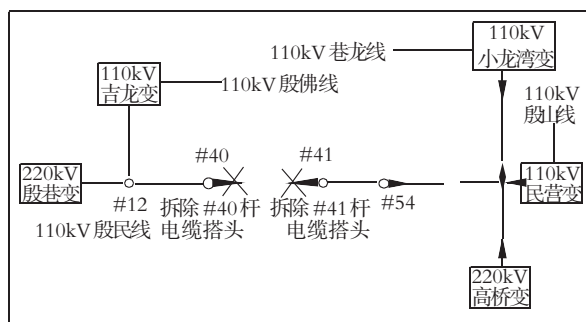 110kV
小龙湾变
110kV 巷龙线
110kV
吉龙变
110kV 殷佛线
110kV
殷山线
#40
#41
220kV
殷巷变
110kV
民营变
#12
拆除 #40 杆
拆除 #41 杆
#54
110kV 殷民线
电缆搭头
电缆搭头
220kV
高桥变